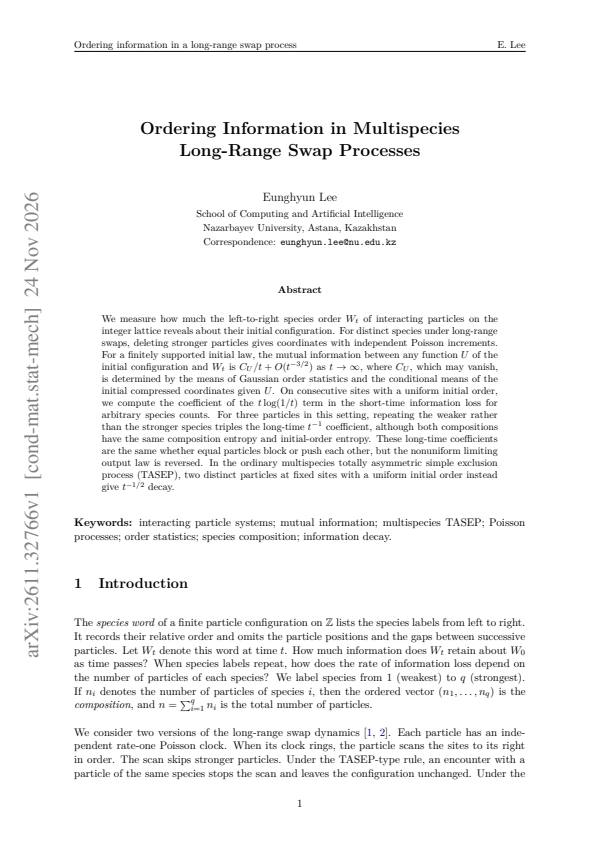 Ordering information in a long-range swap process E. Lee
Ordering Information in Multispecies
Long-Range Swap Processes
Eunghyun Lee
School of Computing and Artificial Intelligence
Nazarbayev University, Astana, Kazakhstan
Correspondence: eunghyun.lee@nu.edu.kz
Abstract
We measure how much the left-to-right species order W_t of interacting particles on the
integer lattice reveals about their initial configuration. For distinct species under long-range
swaps, deleting stronger particles gives coordinates with independent Poisson increments.
For a finitely supported initial law, the mutual information between any function U of the
initial configuration and W_t is C_U/t + O(t^{−3/2}) as t → ∞, where C_U, which may vanish,
is determined by the means of Gaussian order statistics and the conditional means of the
initial compressed coordinates given U. On consecutive sites with a uniform initial order,
we compute the coefficient of the t log(1/t) term in the short-time information loss for
arbitrary species counts. For three particles in this setting, repeating the weaker rather
than the stronger species triples the long-time t^{−1} coefficient, although both compositions
have the same composition entropy and initial-order entropy. These long-time coefficients
are the same whether equal particles block or push each other, but the nonuniform limiting
output law is reversed. In the ordinary multispecies totally asymmetric simple exclusion
process (TASEP), two distinct particles at fixed sites with a uniform initial order instead
give t^{−1/2} decay.
Keywords: interacting particle systems; mutual information; multispecies TASEP; Poisson
processes; order statistics; species composition; information decay.
1 Introduction
The species word of a finite particle configuration on ℤ lists the species labels from left to right.
It records their relative order and omits the particle positions and the gaps between successive
particles. Let W_t denote this word at time t. How much information does W_t retain about W_0
as time passes? When species labels repeat, how does the rate of information loss depend on
the number of particles of each species? We label species from 1 (weakest) to q (strongest).
If n_i denotes the number of particles of species i, then the ordered vector (n_1, . . . , n_q) is the
composition, and n = ∑_{i=1}^{q} n_i is the total number of particles.
We consider two versions of the long-range swap dynamics [1, 2]. Each particle has an inde-
pendent rate-one Poisson clock. When its clock rings, the particle scans the sites to its right
in order. The scan skips stronger particles. Under the TASEP-type rule, an encounter with a
particle of the same species stops the scan and leaves the configuration unchanged. Under the
1
arXiv:2611.32766v1 [cond-mat.stat-mech] 24 Nov 2026